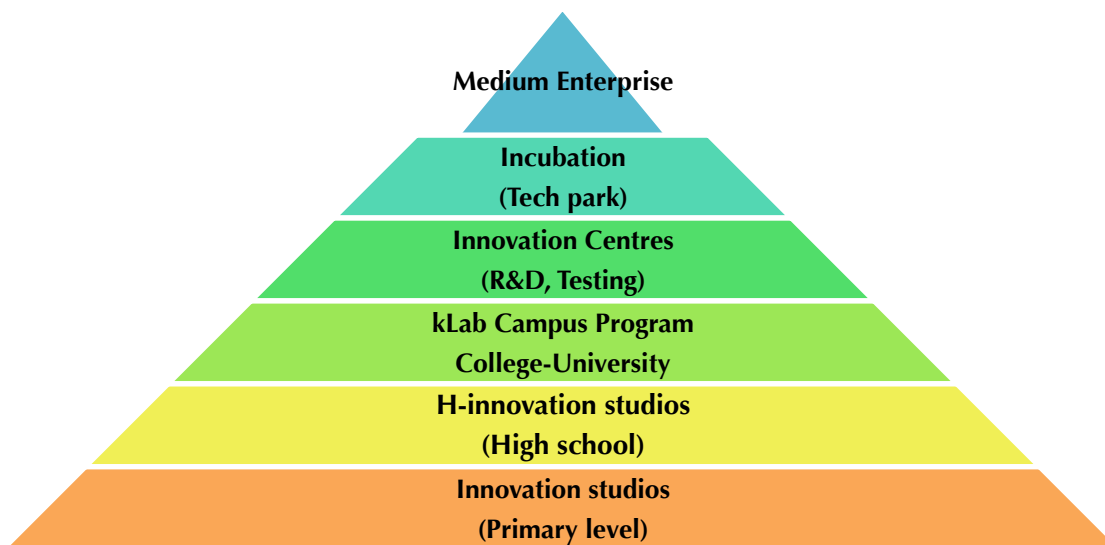 Medium Enterprise
Incubation
(Tech park)
Innovation Centres
(R&D, Testing)
kLab Campus Program
College-University
H-innovation studios
(High school)
Innovation studios
(Primary level)